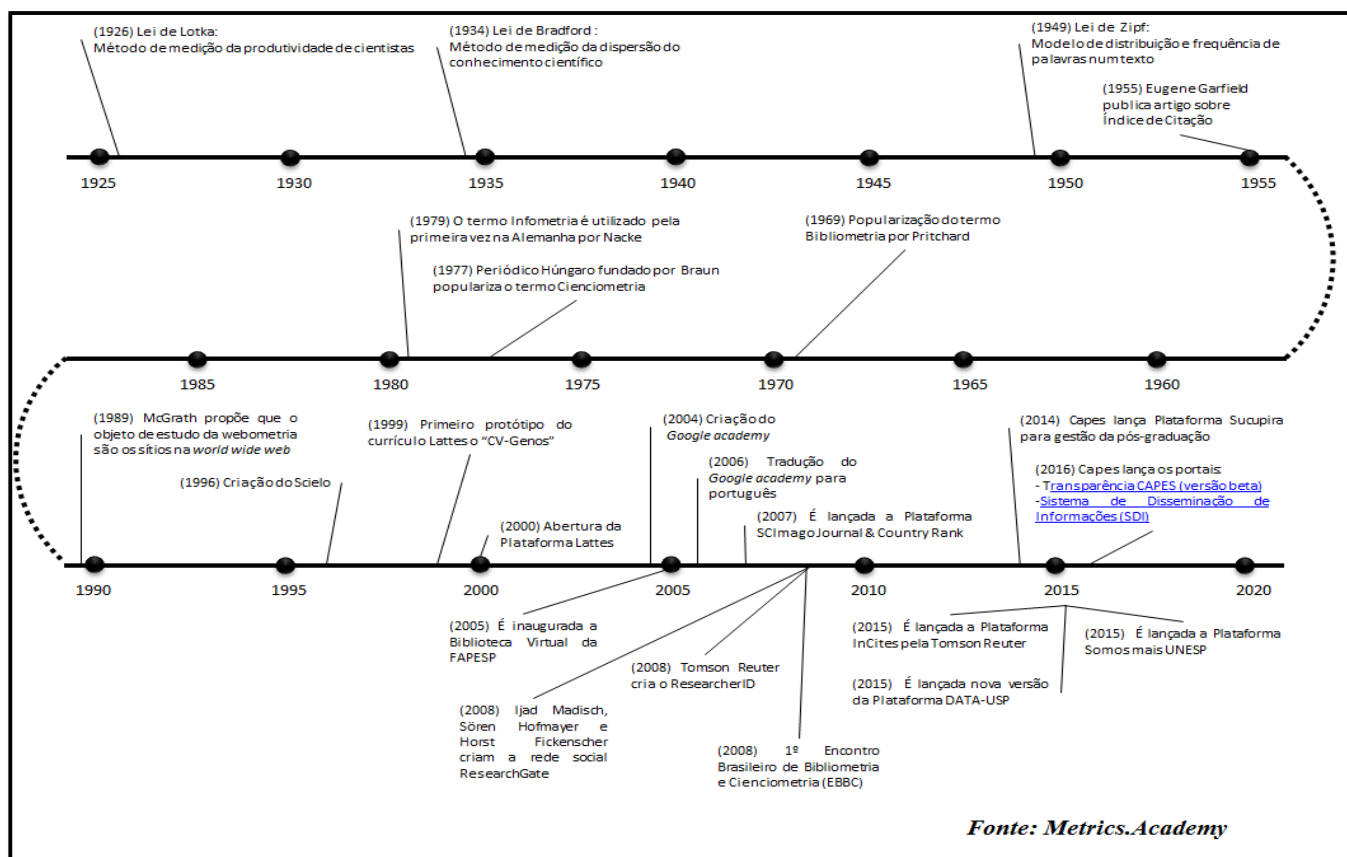 (1926) Lei de Lotka:
Método de medição da produtividade de cientistas
(1934) Lei de Bradford :
Método de medição da dispersão do
conhecimento científico
(1949) Lei de Zipf:
Modelo de distribuição e frequência de
palavras num texto
(1955) Eugene Garfield
publica artigo sobre
Índice de Citação
1925
1930
1935
1940
1945
1950
1955
(1979) O termo Infometria é utilizado pela
primeira vez na Alemanha por Nacke
(1977) Periódico Húngaro fundado por Braun
populariza o termo Cienciometria
(1969) Popularização do termo
Bibliometria por Pritchard
1985
1980
1975
1970
1965
1960
(1989) McGrath propõe que o
objeto de estudo da webometria
são os sítios na world wide web
(1996) Criação do Scielo
(1999) Primeiro protótipo do
currículo Lattes o “CV-Genos”
(2000) Abertura da
Plataforma Lattes
(2004) Criação do
Google academy
(2006) Tradução do
Google academy para
português
(2007) É lançada a Plataforma
SCImago Journal & Country Rank
(2014) Capes lança Plataforma Sucupira
para gestão da pós-graduação
(2016) Capes lança os portais:
- Transparência CAPES (versão beta)
-Sistema de Disseminação de
Informações (SDI)
1990
1995
2000
2005
2010
2015
2020
(2005) É inaugurada a
Biblioteca Virtual da
FAPESP
(2008) Tomson Reuter
cria o ResearcherID
(2008) Ijad Madisch,
Sören Hofmayer e
Horst Fickenscher
criam a rede social
ResearchGate
(2008) 1º Encontro
Brasileiro de Bibliometria
e Cienciometria (EBBC)
(2015) É lançada a Plataforma
InCites pela Tomson Reuter
(2015) É lançada nova versão
da Plataforma DATA-USP
(2015) É lançada a Plataforma
Somos mais UNESP
Fonte: Metrics.Academy